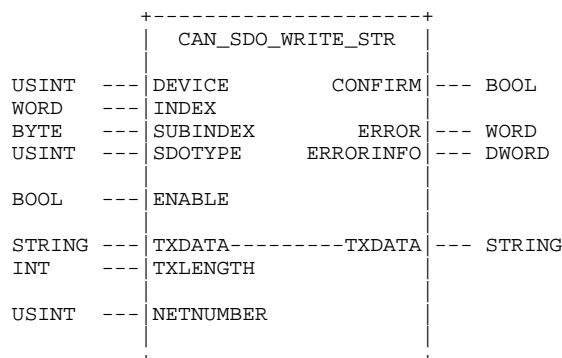 CAN_SDO_WRITE_STR
USINT ---|DEVICE CONFIRM|--- BOOL
WORD ---|INDEX
BYTE ---|SUBINDEX ERROR|--- WORD
USINT ---|SDOTYPE ERRORINFO|--- DWORD
BOOL ---|ENABLE
STRING ---|TXDATA---------TXDATA|--- STRING
INT ---|TXLENGTH
USINT ---|NETNUMBER